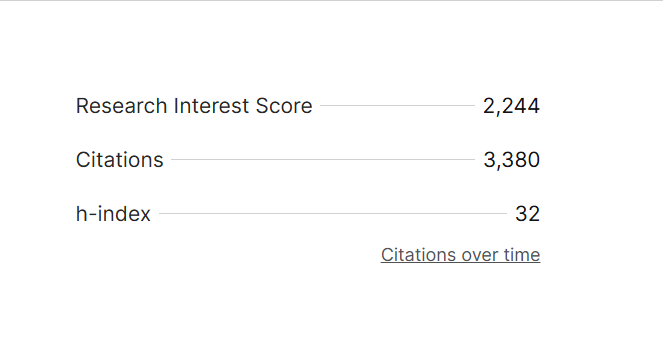 Research Interest Score 2,244
Citations 3,380
h-index 32
Citations over time